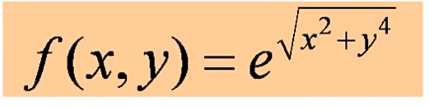 f(x, y) = e^{\sqrt{x^2+y^4}}